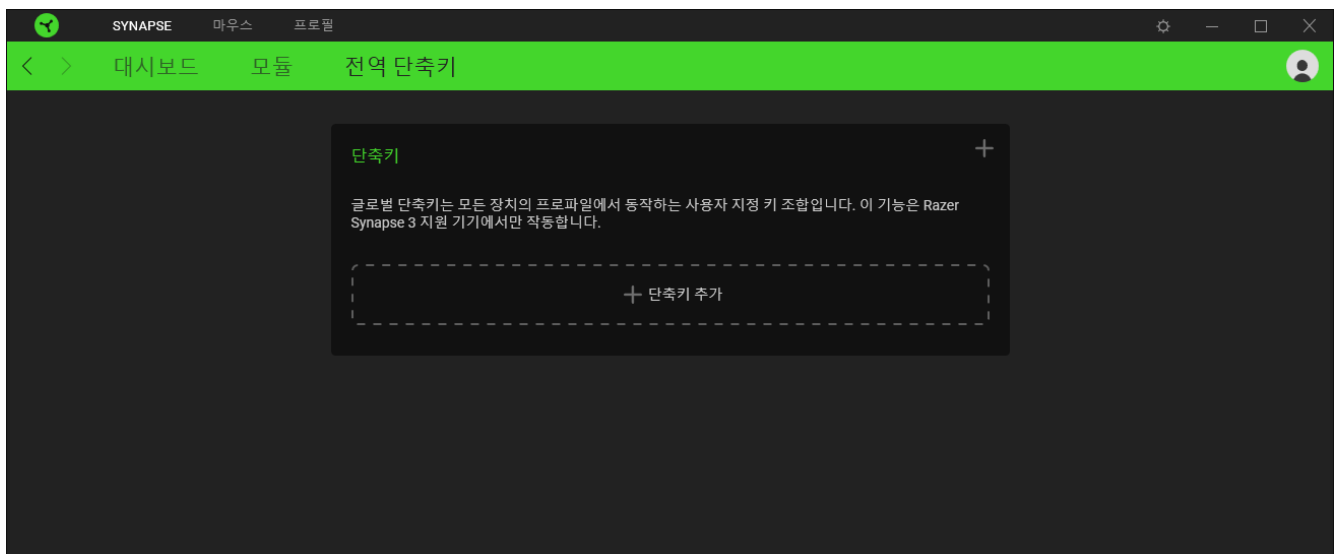 SYNAPSE 마우스 프로필
대시보드 모듈 전역 단축키
단축키
글로벌 단축키는 모든 장치의 프로파일에서 동작하는 사용자 지정 키 조합입니다. 이 기능은 Razer
Synapse 3 지원 기기에서만 작동합니다.
단축키 추가